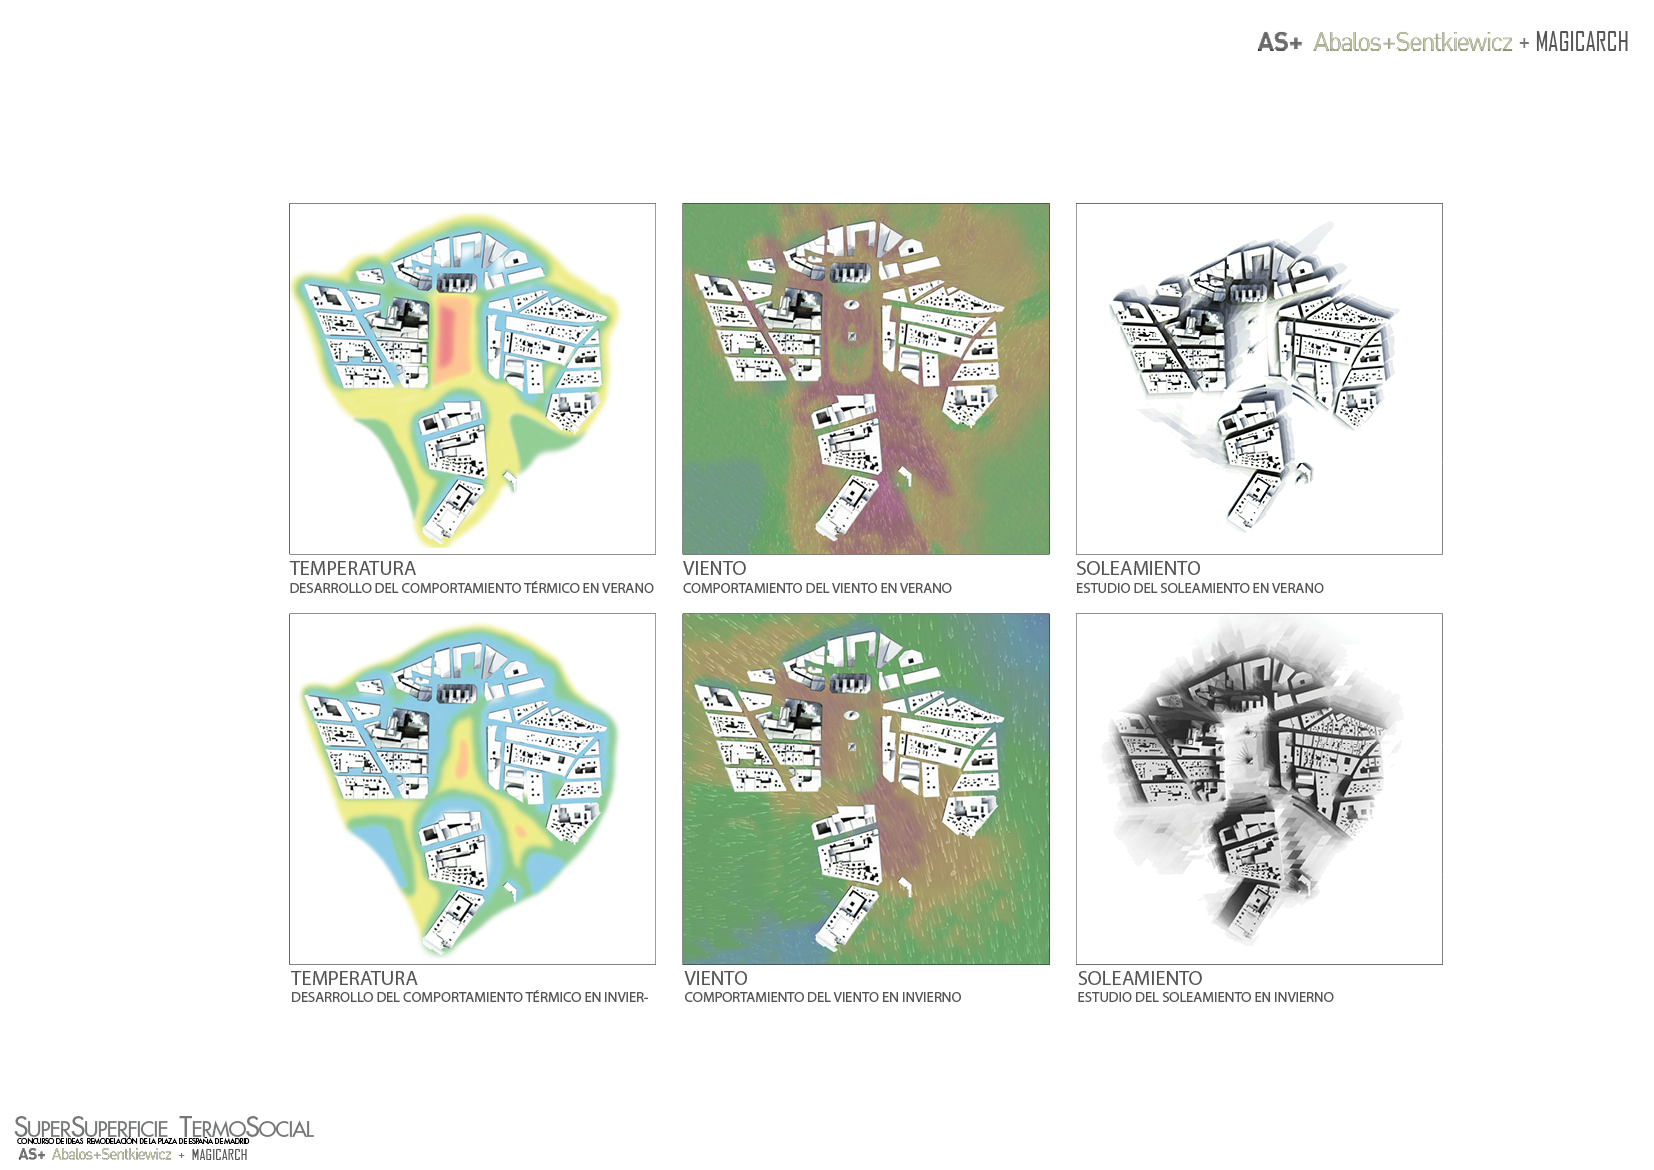 AS+ Abalos+Sentkiewicz + MAGICARCH
TEMPERATURA
DESARROLLO DEL COMPORTAMIENTO TÉRMICO EN VERANO
VIENTO
COMPORTAMIENTO DEL VIENTO EN VERANO
SOLEAMIENTO
ESTUDIO DEL SOLEAMIENTO EN VERANO
TEMPERATURA
DESARROLLO DEL COMPORTAMIENTO TÉRMICO EN INVIER-
VIENTO
COMPORTAMIENTO DEL VIENTO EN INVIERNO
SOLEAMIENTO
ESTUDIO DEL SOLEAMIENTO EN INVIERNO
SUPERSUPERFICIE TERMOSOCIAL
CONCURSO DE IDEAS REMODELACIÓN DE LA PLAZA DE ESPAÑA DE MADRID
AS+ Abalos+Sentkiewicz + MAGICARCH